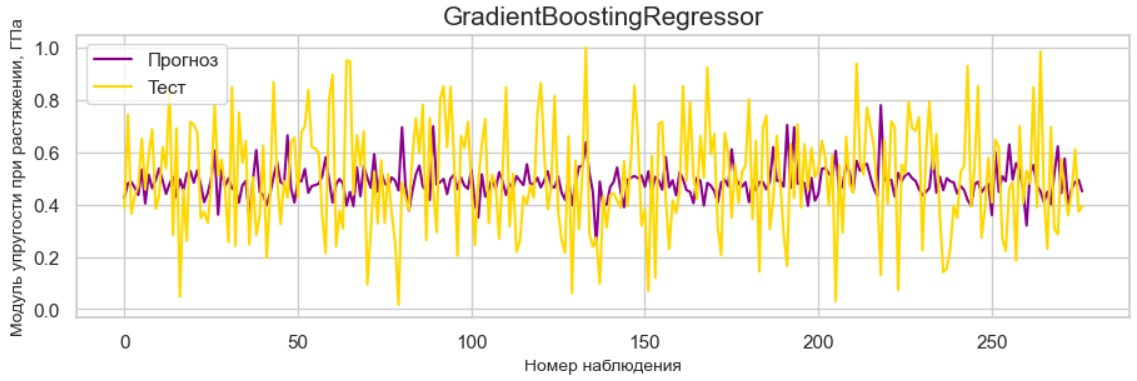 GradientBoostingRegressor
Модуль упругости при растяжении, ГПа
1.0
0.8
0.6
0.4
0.2
0.0
Прогноз
Тест
0 50 100 150 200 250
Номер наблюдения